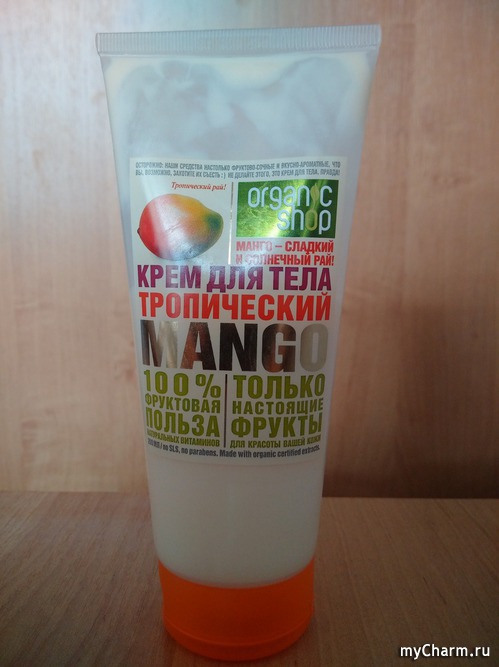 ОСТОРОЖНО: НАШИ СРЕДСТВА НАСТОЛЬКО ФРУКТОВО-СОЧНЫЕ И ВКУСНО-АРОМАТНЫЕ, ЧТО
ВЫ, ВОЗМОЖНО, ЗАХОТИТЕ ИХ СЪЕСТЬ :) НЕ ДЕЛАЙТЕ ЭТОГО, ЭТО КРЕМ ДЛЯ ТЕЛА, ПРАВДА!
Тропический рай!
organic
shop
МАНГО – СЛАДКИЙ
И СОЛНЕЧНЫЙ РАЙ!
КРЕМ ДЛЯ ТЕЛА
ТРОПИЧЕСКИЙ
MANGO
100%
ФРУКТОВАЯ
ПОЛЬЗА
НАТУРАЛЬНЫХ ВИТАМИНОВ
ТОЛЬКО
НАСТОЯЩИЕ
ФРУКТЫ
ДЛЯ КРАСОТЫ ВАШЕЙ КОЖИ
/ no SLS, no parabens. Made with organic certified extracts.
myCharm.ru